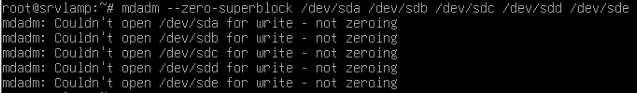 root@srvlamp:~# mdadm --zero-superblock /dev/sda /dev/sdb /dev/sdc /dev/sdd /dev/sde
mdadm: Couldn't open /dev/sda for write - not zeroing
mdadm: Couldn't open /dev/sdb for write - not zeroing
mdadm: Couldn't open /dev/sdc for write - not zeroing
mdadm: Couldn't open /dev/sdd for write - not zeroing
mdadm: Couldn't open /dev/sde for write - not zeroing